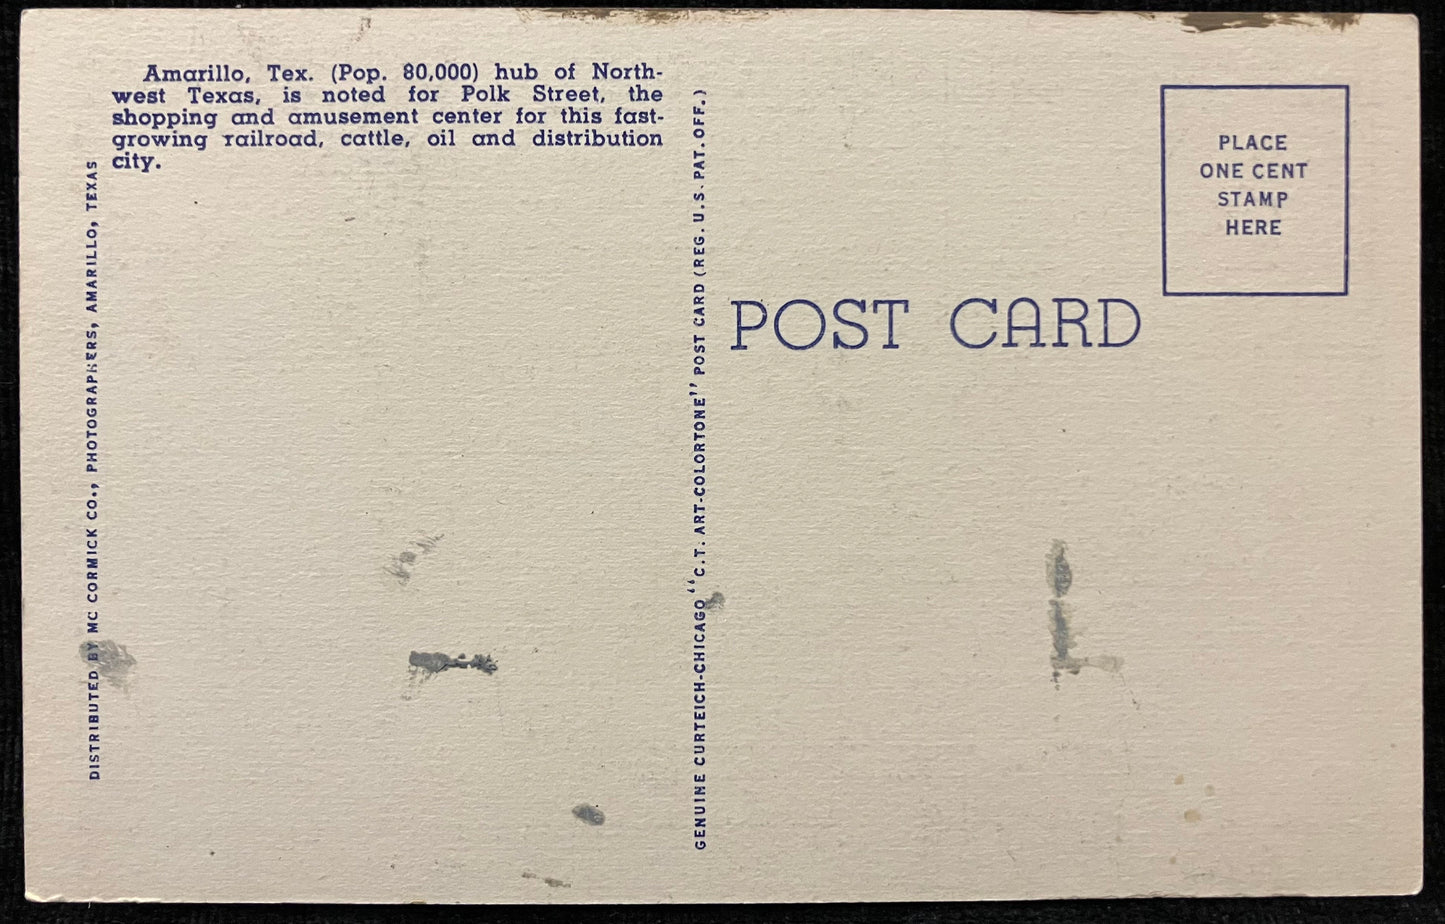 Amarillo, Tex. (Pop. 80,000) hub of North-
west Texas, is noted for Polk Street, the
shopping and amusement center for this fast-
growing railroad, cattle, oil and distribution
city.
DISTRIBUTED BY MC CORMICK CO., PHOTOGRAPHERS, AMARILLO, TEXAS
GENUINE CURTEICH-CHICAGO "C.T. ART-COLORTONE" POST CARD (REG. U.S. PAT. OFF.)
POST CARD
PLACE
ONE CENT
STAMP
HERE